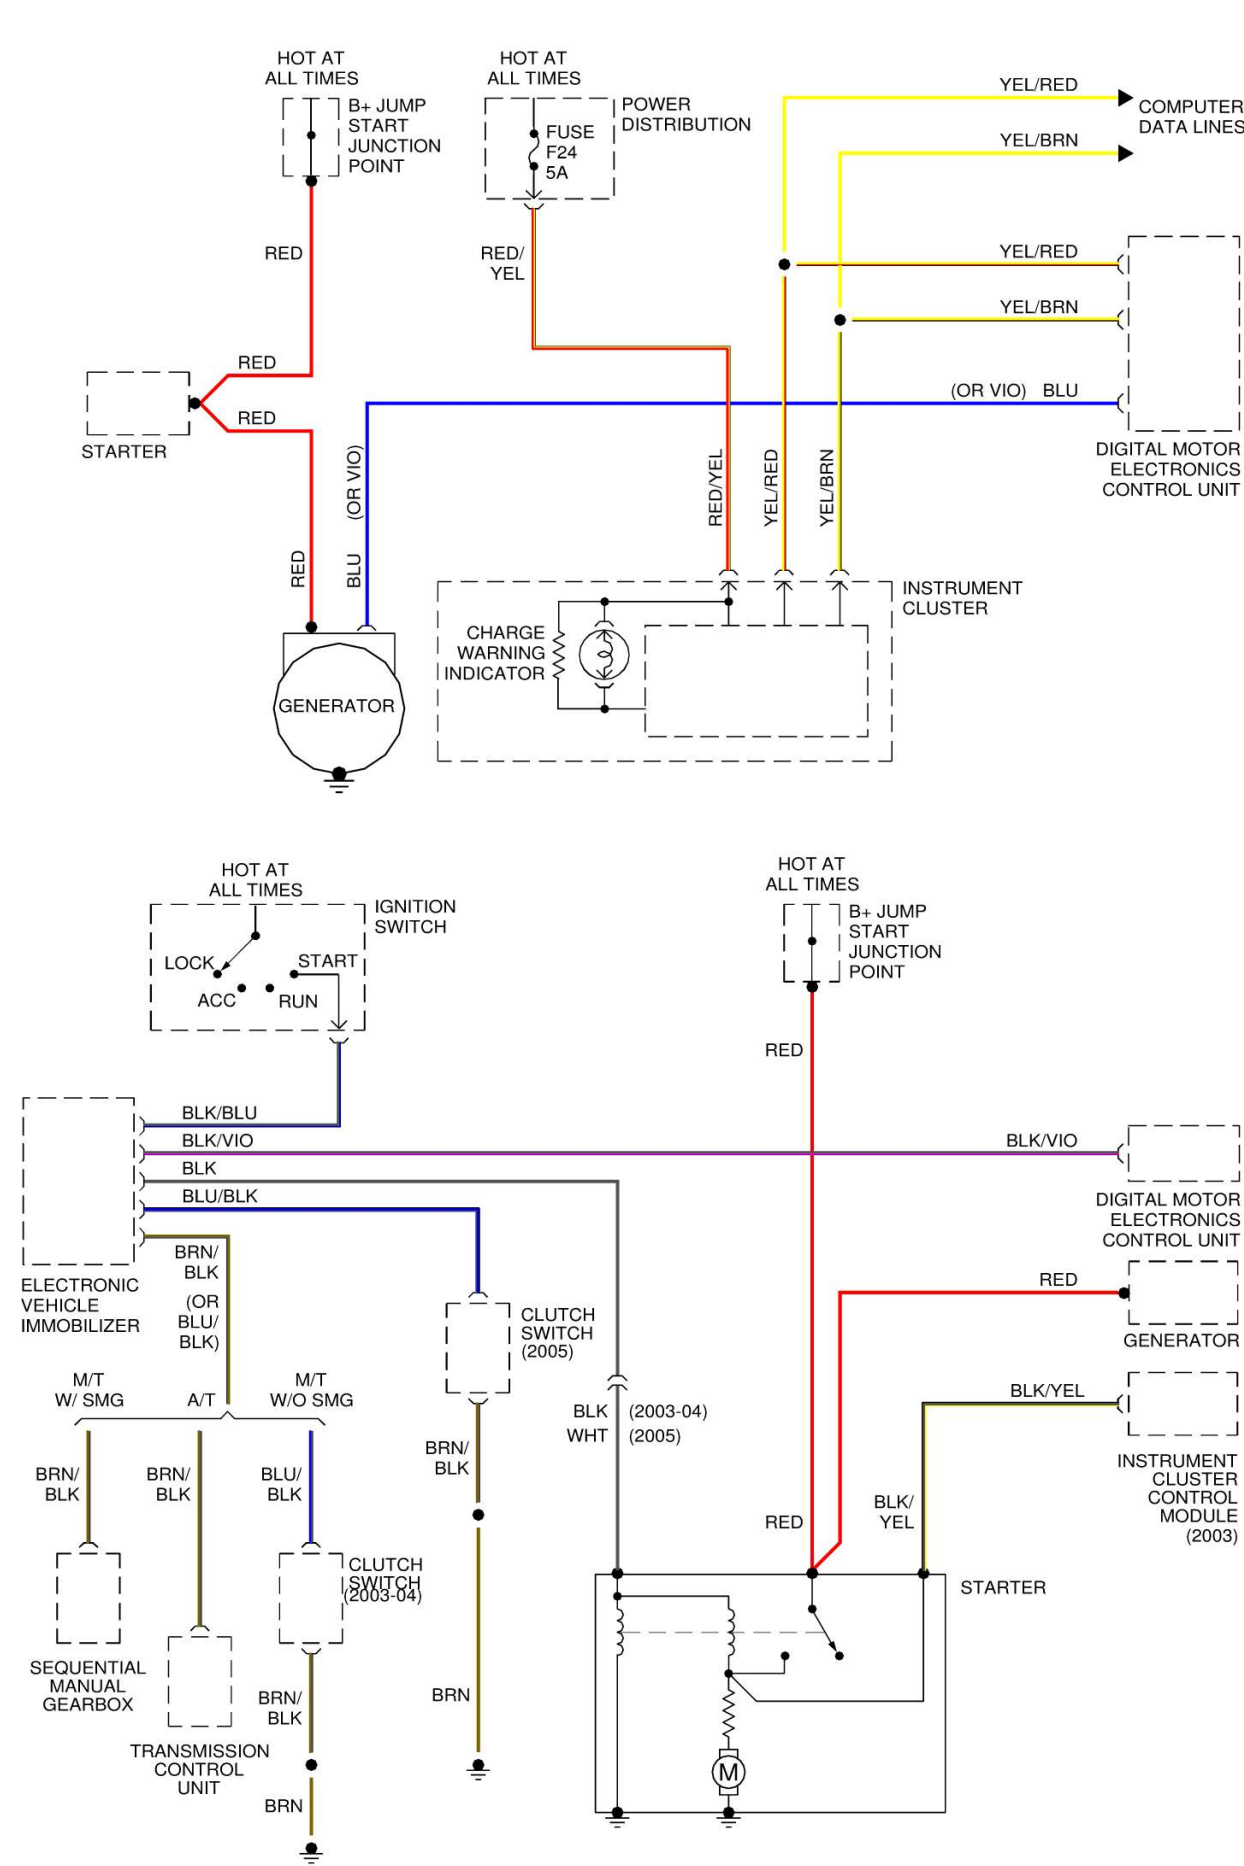 HOT AT
ALL TIMES
B+ JUMP
START
JUNCTION
POINT
HOT AT
ALL TIMES
FUSE
F24
5A
POWER
DISTRIBUTION
YEL/RED
YEL/BRN
COMPUTER
DATA LINES
RED
RED/
YEL
YEL/RED
YEL/BRN
RED
RED
STARTER
(OR VIO) BLU
DIGITAL MOTOR
ELECTRONICS
CONTROL UNIT
RED
BLU (OR VIO)
RED/YEL
YEL/RED
YEL/BRN
INSTRUMENT
CLUSTER
CHARGE
WARNING
INDICATOR
GENERATOR
HOT AT
ALL TIMES
IGNITION
SWITCH
LOCK
START
ACC
RUN
HOT AT
ALL TIMES
B+ JUMP
START
JUNCTION
POINT
RED
BLK/BLU
BLK/VIO
BLK
BLU/BLK
BRN/
BLK
(OR
BLU/
BLK)
BLK/VIO
DIGITAL MOTOR
ELECTRONICS
CONTROL UNIT
ELECTRONIC
VEHICLE
IMMOBILIZER
RED
GENERATOR
CLUTCH
SWITCH
(2005)
M/T
W/ SMG
A/T
M/T
W/O SMG
BLK (2003-04)
WHT (2005)
BLK/YEL
INSTRUMENT
CLUSTER
CONTROL
MODULE
(2003)
BRN/
BLK
BRN/
BLK
BLU/
BLK
BRN/
BLK
RED
BLK/
YEL
CLUTCH
SWITCH
(2003-04)
STARTER
SEQUENTIAL
MANUAL
GEARBOX
BRN/
BLK
BRN
TRANSMISSION
CONTROL
UNIT
M
BRN